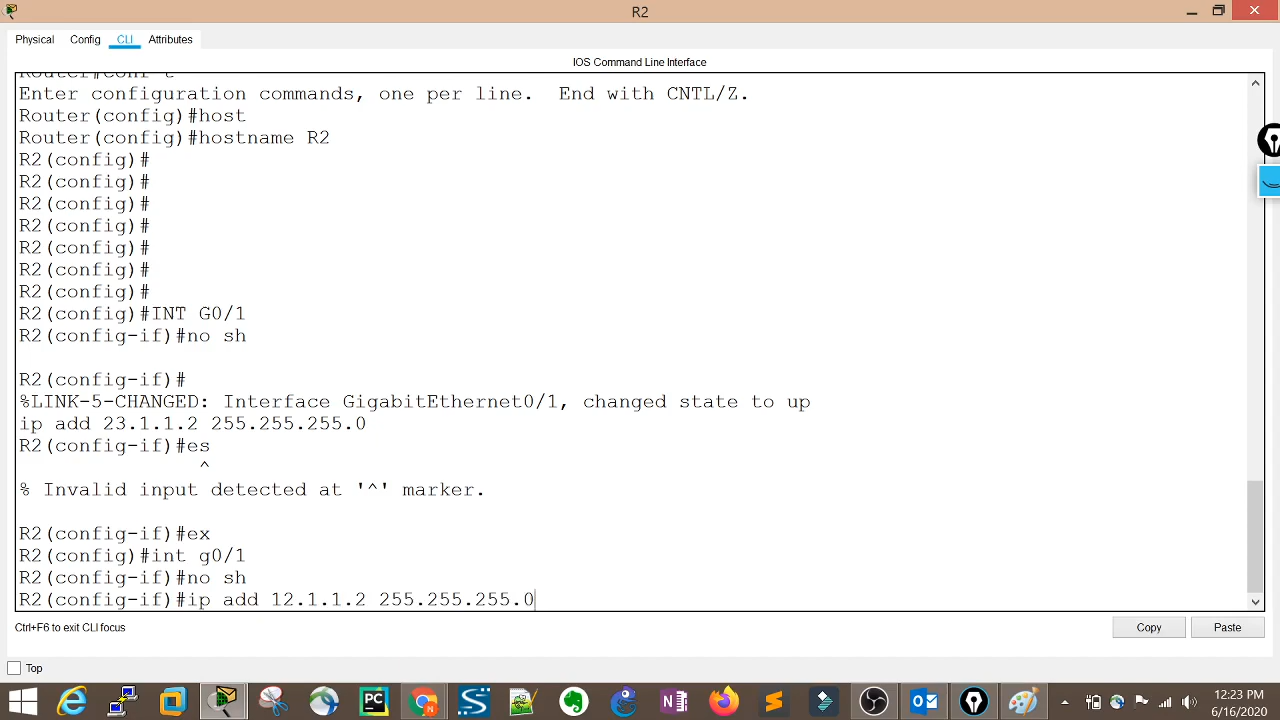 R2
Physical Config CLI Attributes
IOS Command Line Interface
Router#conf t
Enter configuration commands, one per line.  End with CNTL/Z.
Router(config)#host
Router(config)#hostname R2
R2(config)#
R2(config)#
R2(config)#
R2(config)#
R2(config)#
R2(config)#
R2(config)#
R2(config)#INT G0/1
R2(config-if)#no sh
R2(config-if)#
%LINK-5-CHANGED: Interface GigabitEthernet0/1, changed state to up
ip add 23.1.1.2 255.255.255.0
R2(config-if)#es
^
% Invalid input detected at '^' marker.
R2(config-if)#ex
R2(config)#int g0/1
R2(config-if)#no sh
R2(config-if)#ip add 12.1.1.2 255.255.255.0
Ctrl+F6 to exit CLI focus
Copy Paste
Top
12:23 PM
6/16/2020